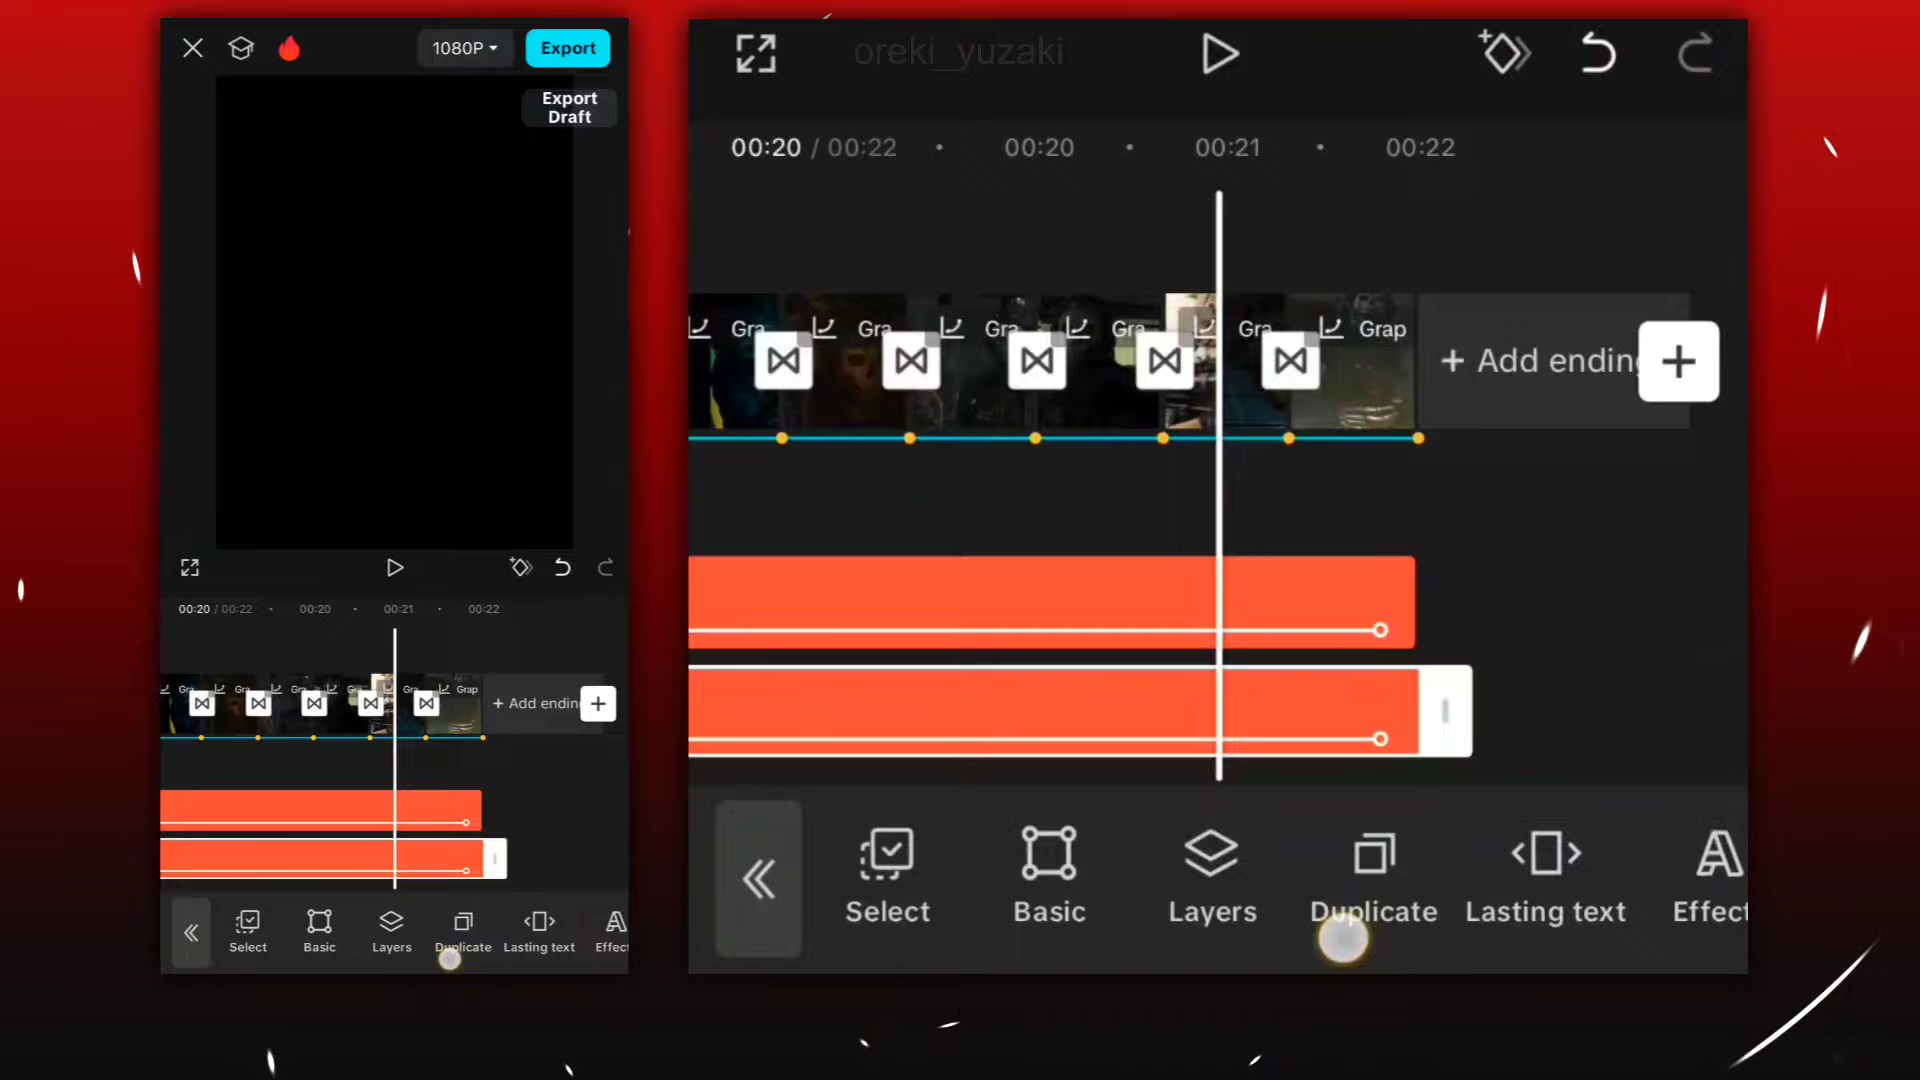 1080P
Export
Export
Draft
00:20 / 00:22
00:20
00:21
00:22
Gra
Gra
Gra
Gra
Gra
Grap
+ Add ending
Select
Basic
Layers
Duplicate
Lasting text
Effect
oreki_yuzaki
00:20 / 00:22
00:20
00:21
00:22
Gra
Gra
Gra
Gra
Gra
Grap
+ Add ending
Select
Basic
Layers
Duplicate
Lasting text
Effect